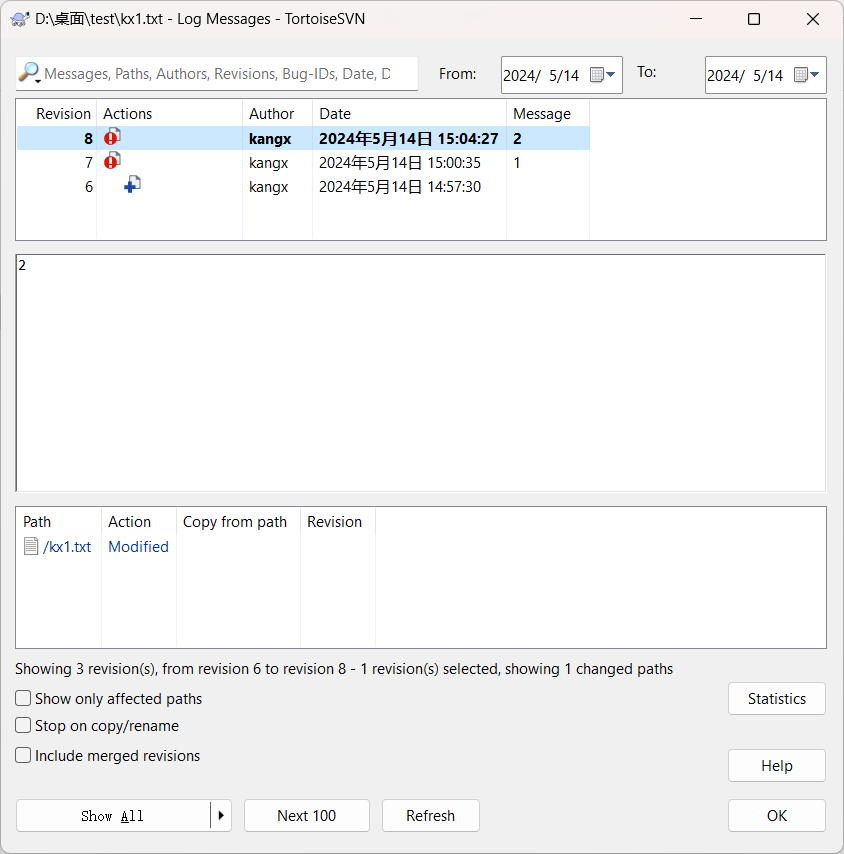 D:\桌面\test\kx1.txt - Log Messages - TortoiseSVN
Messages, Paths, Authors, Revisions, Bug-IDs, Date, D From: 2024/ 5/14 To: 2024/ 5/14
Revision Actions Author Date Message
8 kangx 2024年5月14日 15:04:27 2
7 kangx 2024年5月14日 15:00:35 1
6 kangx 2024年5月14日 14:57:30
2
Path Action Copy from path Revision
/kx1.txt Modified
Showing 3 revision(s), from revision 6 to revision 8 - 1 revision(s) selected, showing 1 changed paths
Show only affected paths Statistics
Stop on copy/rename
Include merged revisions Help
Show All Next 100 Refresh OK